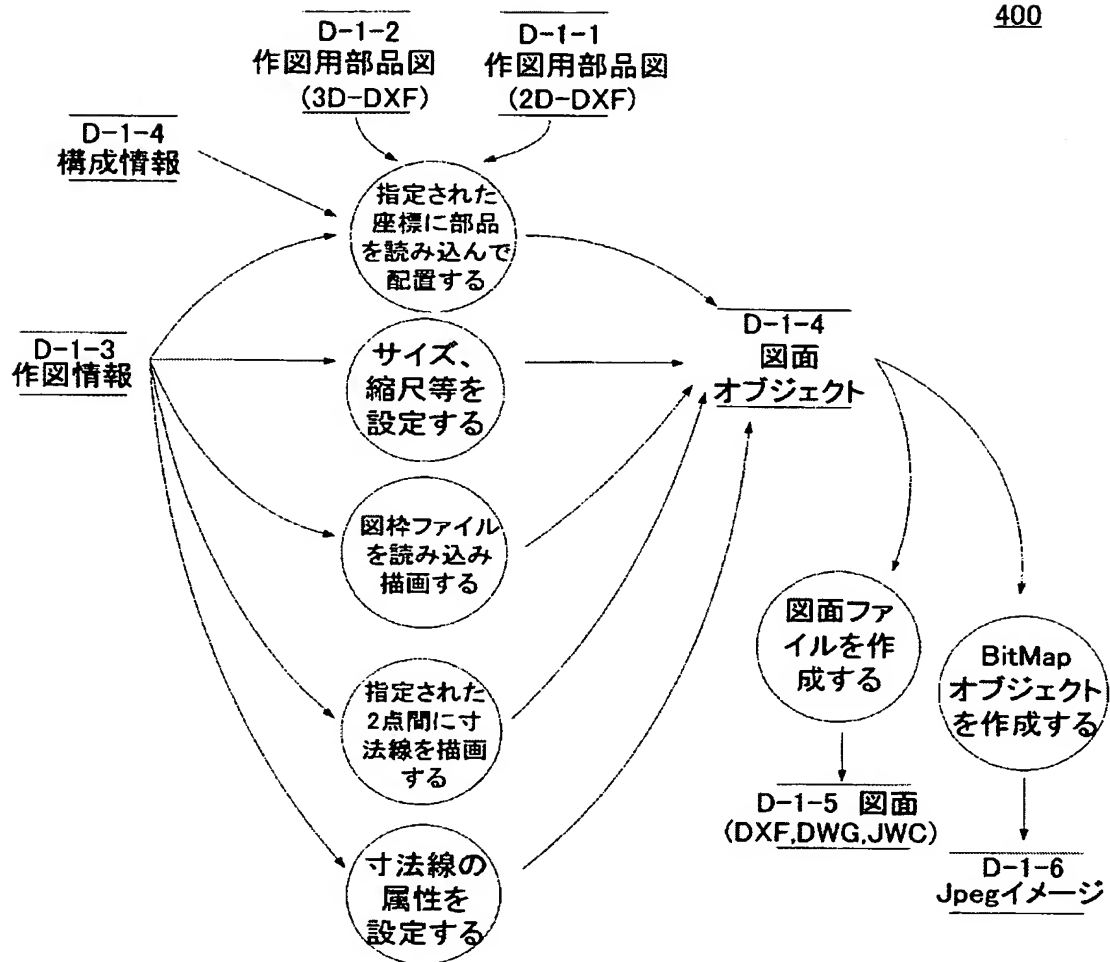 400
D-1-2
作図用部品図
(3D-DXF)
D-1-1
作図用部品図
(2D-DXF)
D-1-4
構成情報
指定された
座標に部品
を読み込んで
配置する
D-1-3
作図情報
サイズ、
縮尺等を
設定する
D-1-4
図面
オブジェクト
図枠ファイル
を読み込み
描画する
図面ファ
イルを作
成する
BitMap
オブジェクト
を作成する
指定された
2点間に寸
法線を描画
する
D-1-5 図面
(DXF,DWG,JWC)
寸法線の
属性を
設定する
D-1-6
Jpegイメージ